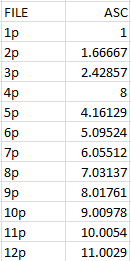 FILE ASC
1p 1
2p 1.66667
3p 2.42857
4p 8
5p 4.16129
6p 5.09524
7p 6.05512
8p 7.03137
9p 8.01761
10p 9.00978
11p 10.0054
12p 11.0029